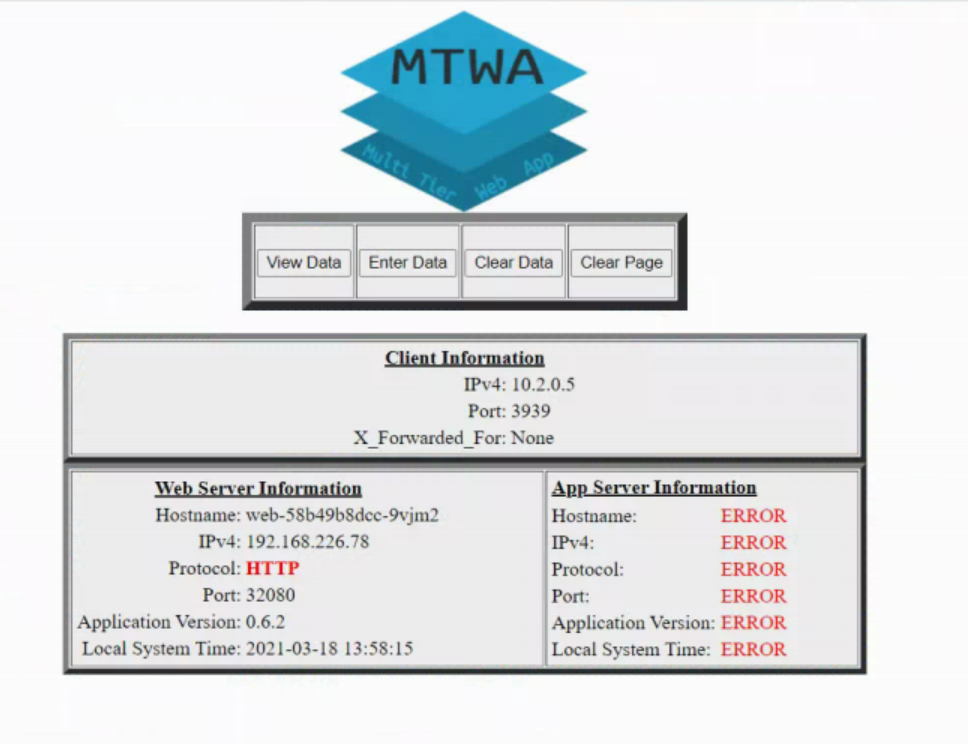 MTWA
Multi Tier Web App
View Data Enter Data Clear Data Clear Page
Client Information
IPv4: 10.2.0.5
Port: 3939
X_Forwarded_For: None
Web Server Information
Hostname: web-58b49b8dcc-9vjm2
IPv4: 192.168.226.78
Protocol: HTTP
Port: 32080
Application Version: 0.6.2
Local System Time: 2021-03-18 13:58:15
App Server Information
Hostname: ERROR
IPv4: ERROR
Protocol: ERROR
Port: ERROR
Application Version: ERROR
Local System Time: ERROR